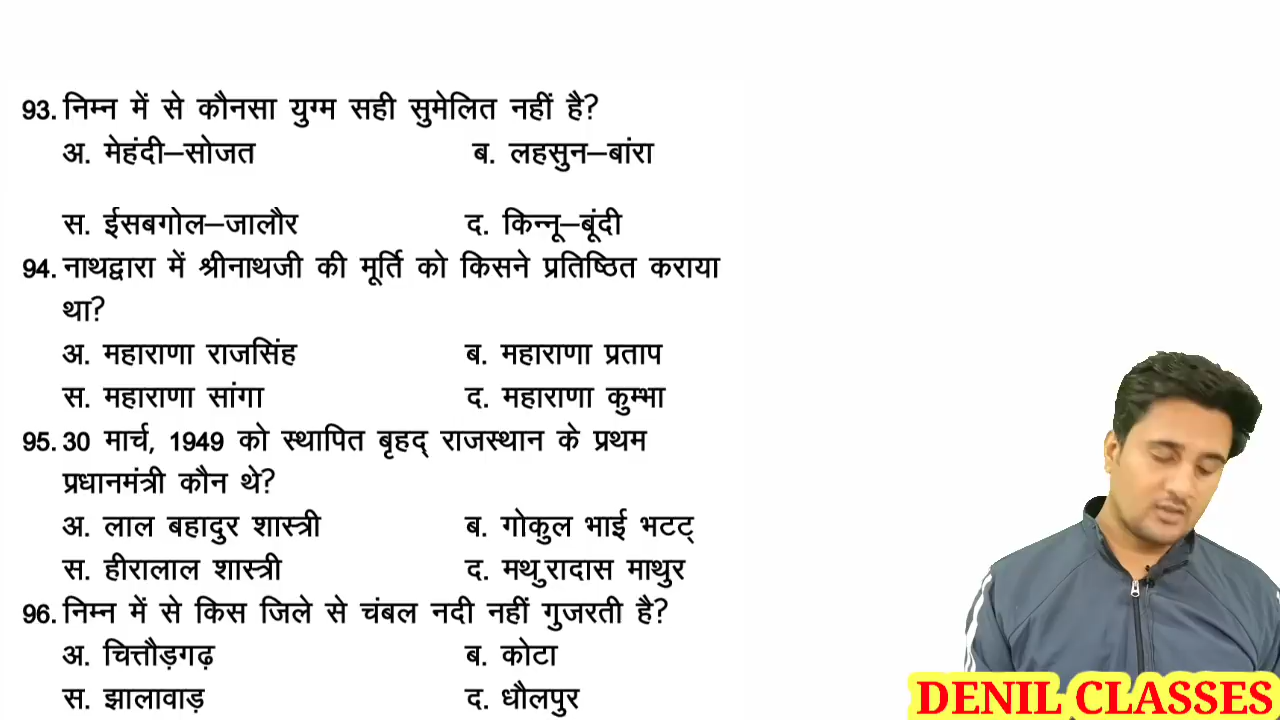 93. निम्न में से कौनसा युग्म सही सुमेलित नहीं है?
अ. मेहंदी–सोजत ब. लहसुन–बांरा
स. ईसबगोल–जालौर द. किन्नू–बूंदी
94. नाथद्वारा में श्रीनाथजी की मूर्ति को किसने प्रतिष्ठित कराया
था?
अ. महाराणा राजसिंह ब. महाराणा प्रताप
स. महाराणा सांगा द. महाराणा कुम्भा
95. 30 मार्च, 1949 को स्थापित बृहद् राजस्थान के प्रथम
प्रधानमंत्री कौन थे?
अ. लाल बहादुर शास्त्री ब. गोकुल भाई भटट्
स. हीरालाल शास्त्री द. मथुरादास माथुर
96. निम्न में से किस जिले से चंबल नदी नहीं गुजरती है?
अ. चित्तौड़गढ़ ब. कोटा
स. झालावाड़ द. धौलपुर
DENIL CLASSES